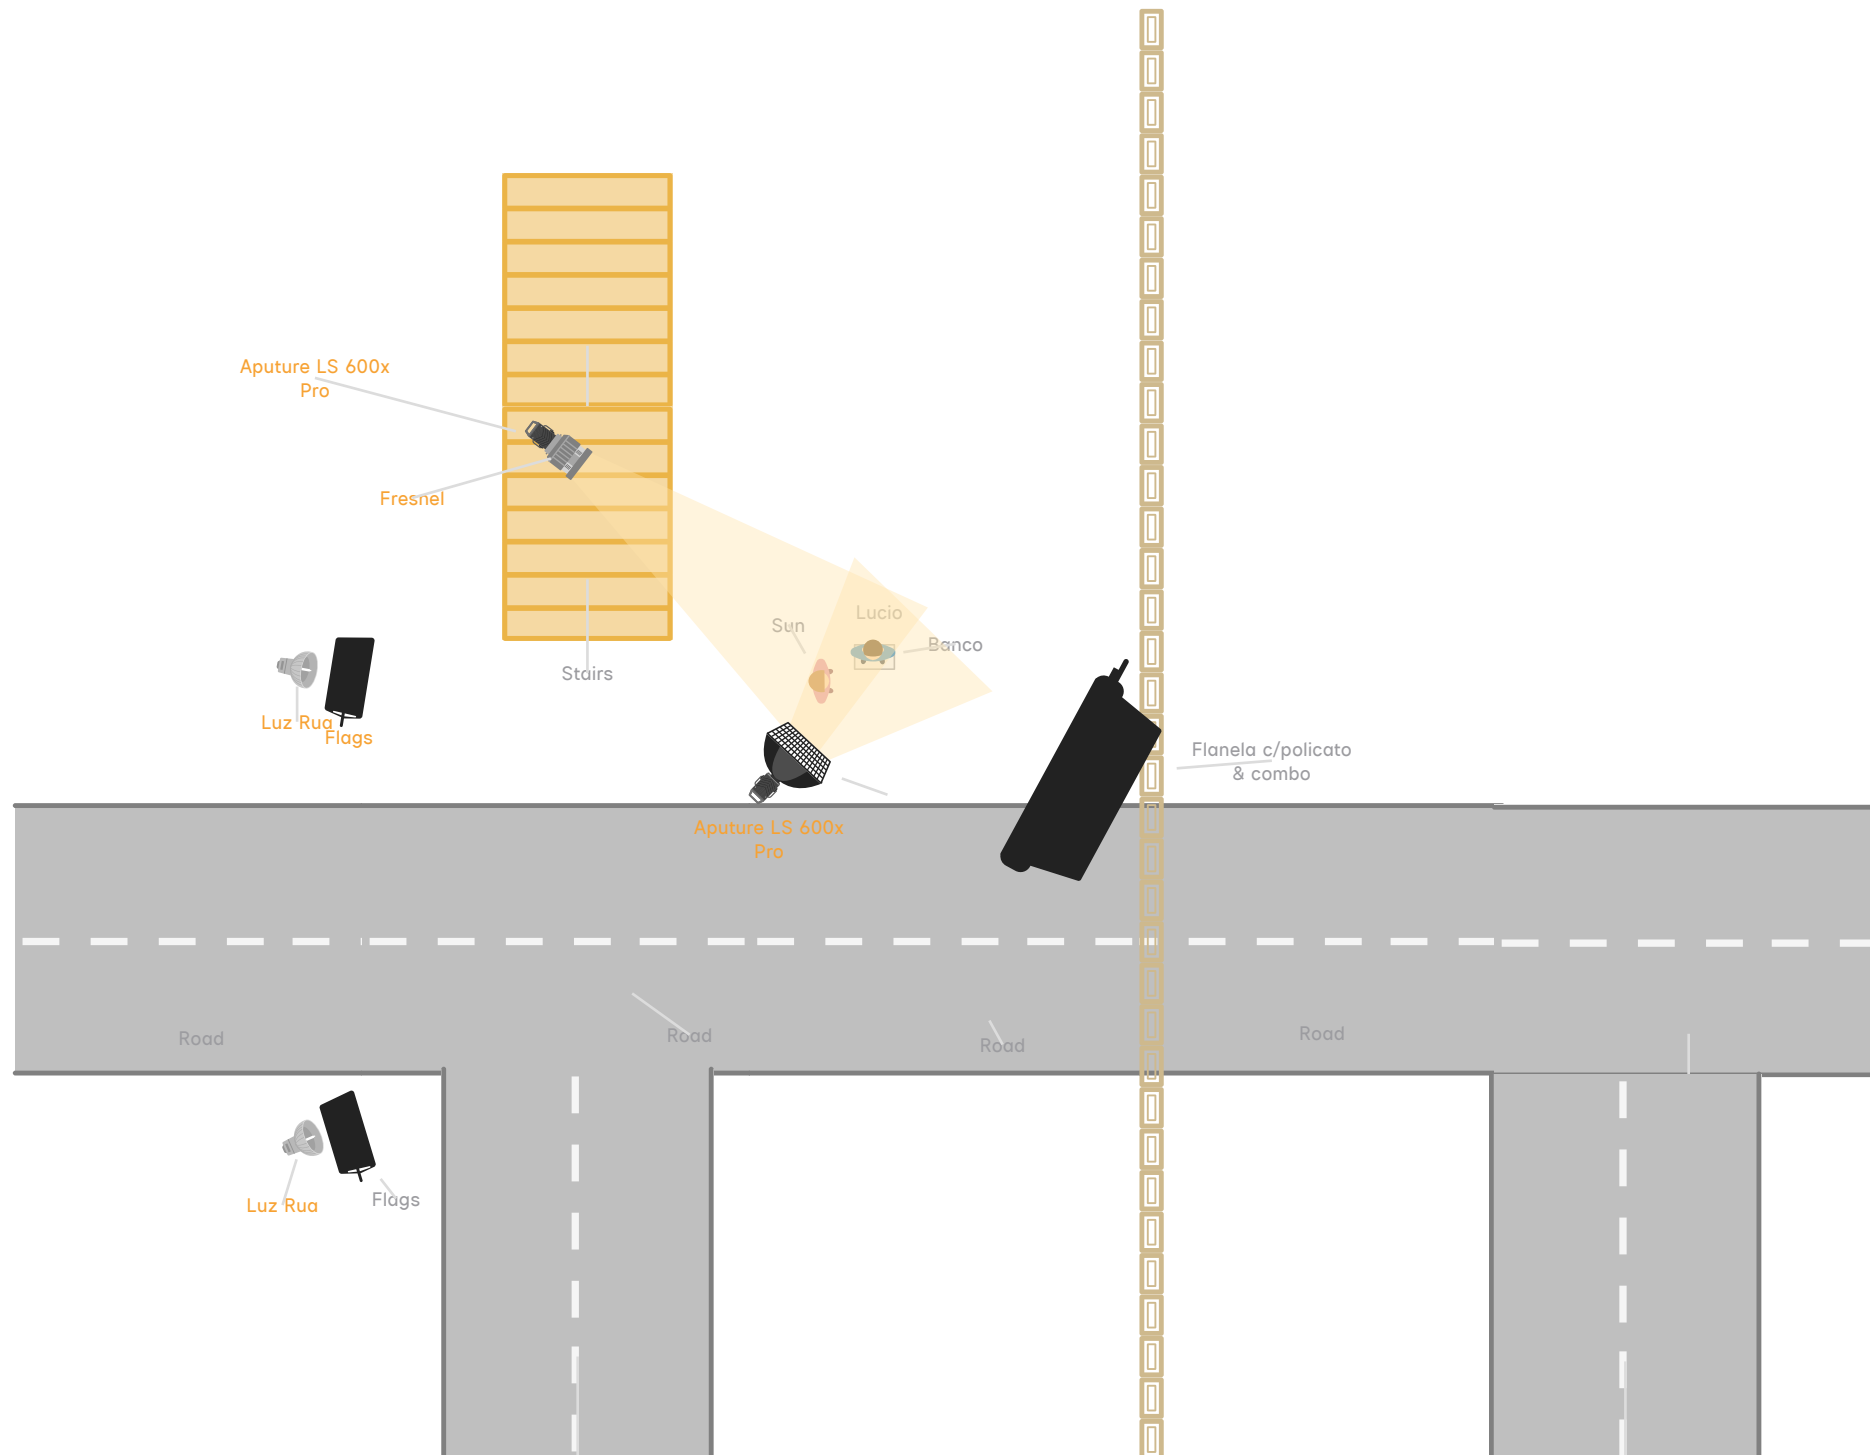 Aputure LS 600x
Pro
Fresnel
Sun
Lucio
Banco
Stairs
Luz Rua
Flags
Flanela c/policato
& combo
Aputure LS 600x
Pro
Road
Road
Road
Road
Luz Rua
Flags